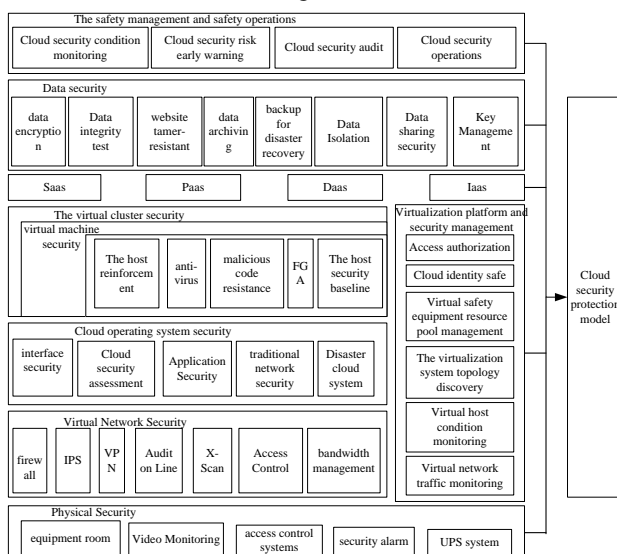 The safety management and safety operations
Cloud security condition
monitoring
Cloud security risk
early warning
Cloud security audit
Cloud security
operations
Data security
data
encryptio
n
Data
integrity
test
website
tamer-
resistant
data
archivin
g
backup
for
disaster
recovery
Data
Isolation
Data
sharing
security
Key
Manageme
nt
Saas
Paas
Daas
Iaas
The virtual cluster security
virtual machine
security
The host
reinforcem
ent
anti-
virus
malicious
code
resistance
FG
A
The host
security
baseline
Cloud operating system security
interface
security
Cloud
security
assessment
Application
Security
traditional
network
security
Disaster
cloud
system
Virtual Network Security
firew
all
IPS
VP
N
Audit
on Line
X-
Scan
Access
Control
bandwidth
management
Virtualization platform and
security management
Access authorization
Cloud identity safe
Virtual safety
equipment resource
pool management
The virtualization
system topology
discovery
Virtual host
condition
monitoring
Virtual network
traffic monitoring
Physical Security
equipment room
Video Monitoring
access control
systems
security alarm
UPS system
Cloud
security
protection
model